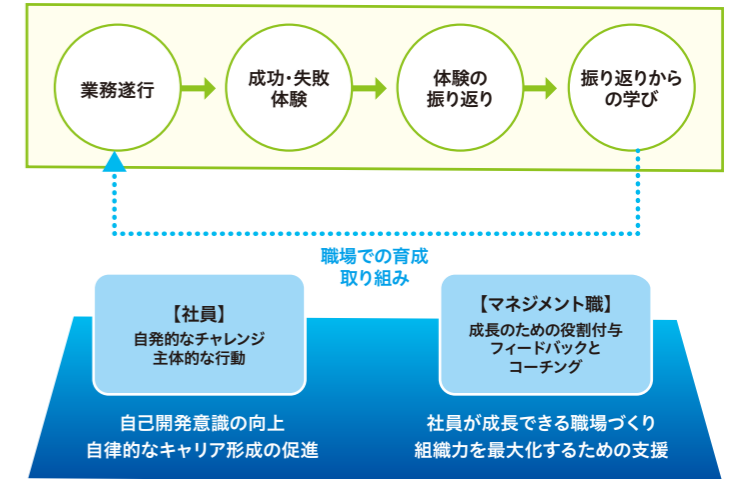 業務遂行
成功・失敗
体験
体験の
振り返り
振り返りから
の学び
職場での育成
取り組み
【社員】
自発的なチャレンジ
主体的な行動
【マネジメント職】
成長のための役割付与
フィードバックと
コーチング
自己開発意識の向上
自律的なキャリア形成の促進
社員が成長できる職場づくり
組織力を最大化するための支援